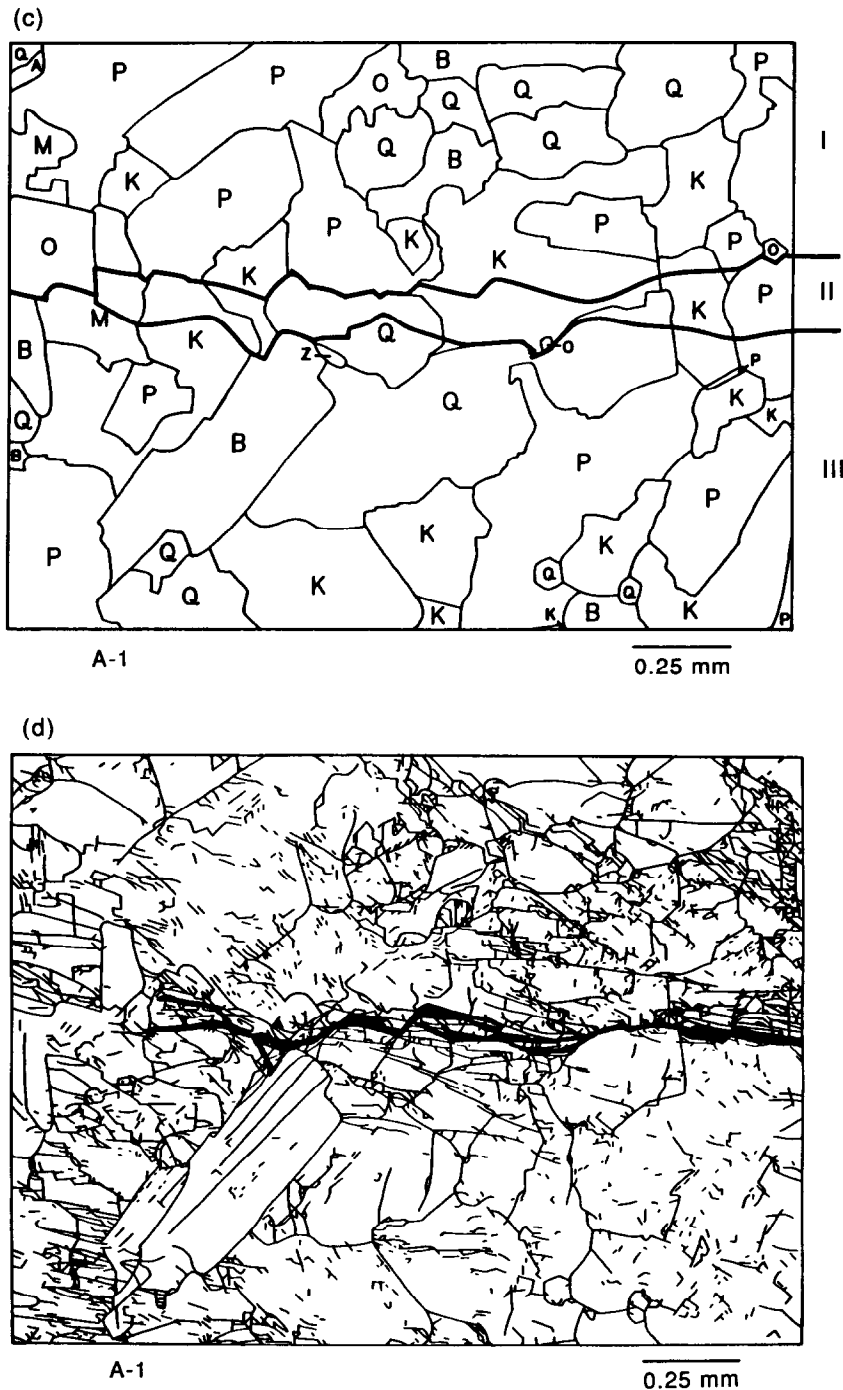 (c)
Q A P P B P
O Q Q Q
M Q B Q I
K K
P P P
O K P O
K K
P II
M K K
B Z Q O P
P Q K K
Q B
B P III
P
P K K
Q Q
Q K K K B Q K P
A-1
0.25 mm
(d)
A-1
0.25 mm